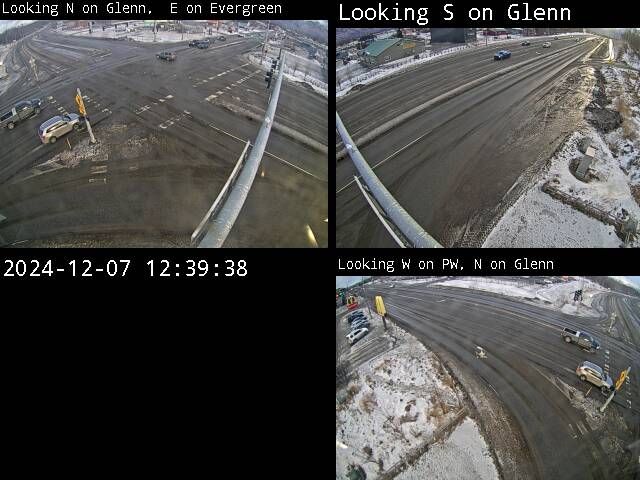 Looking N on Glenn, E on Evergreen
Looking S on Glenn
2024-12-07 12:39:38
Looking W on PW, N on Glenn